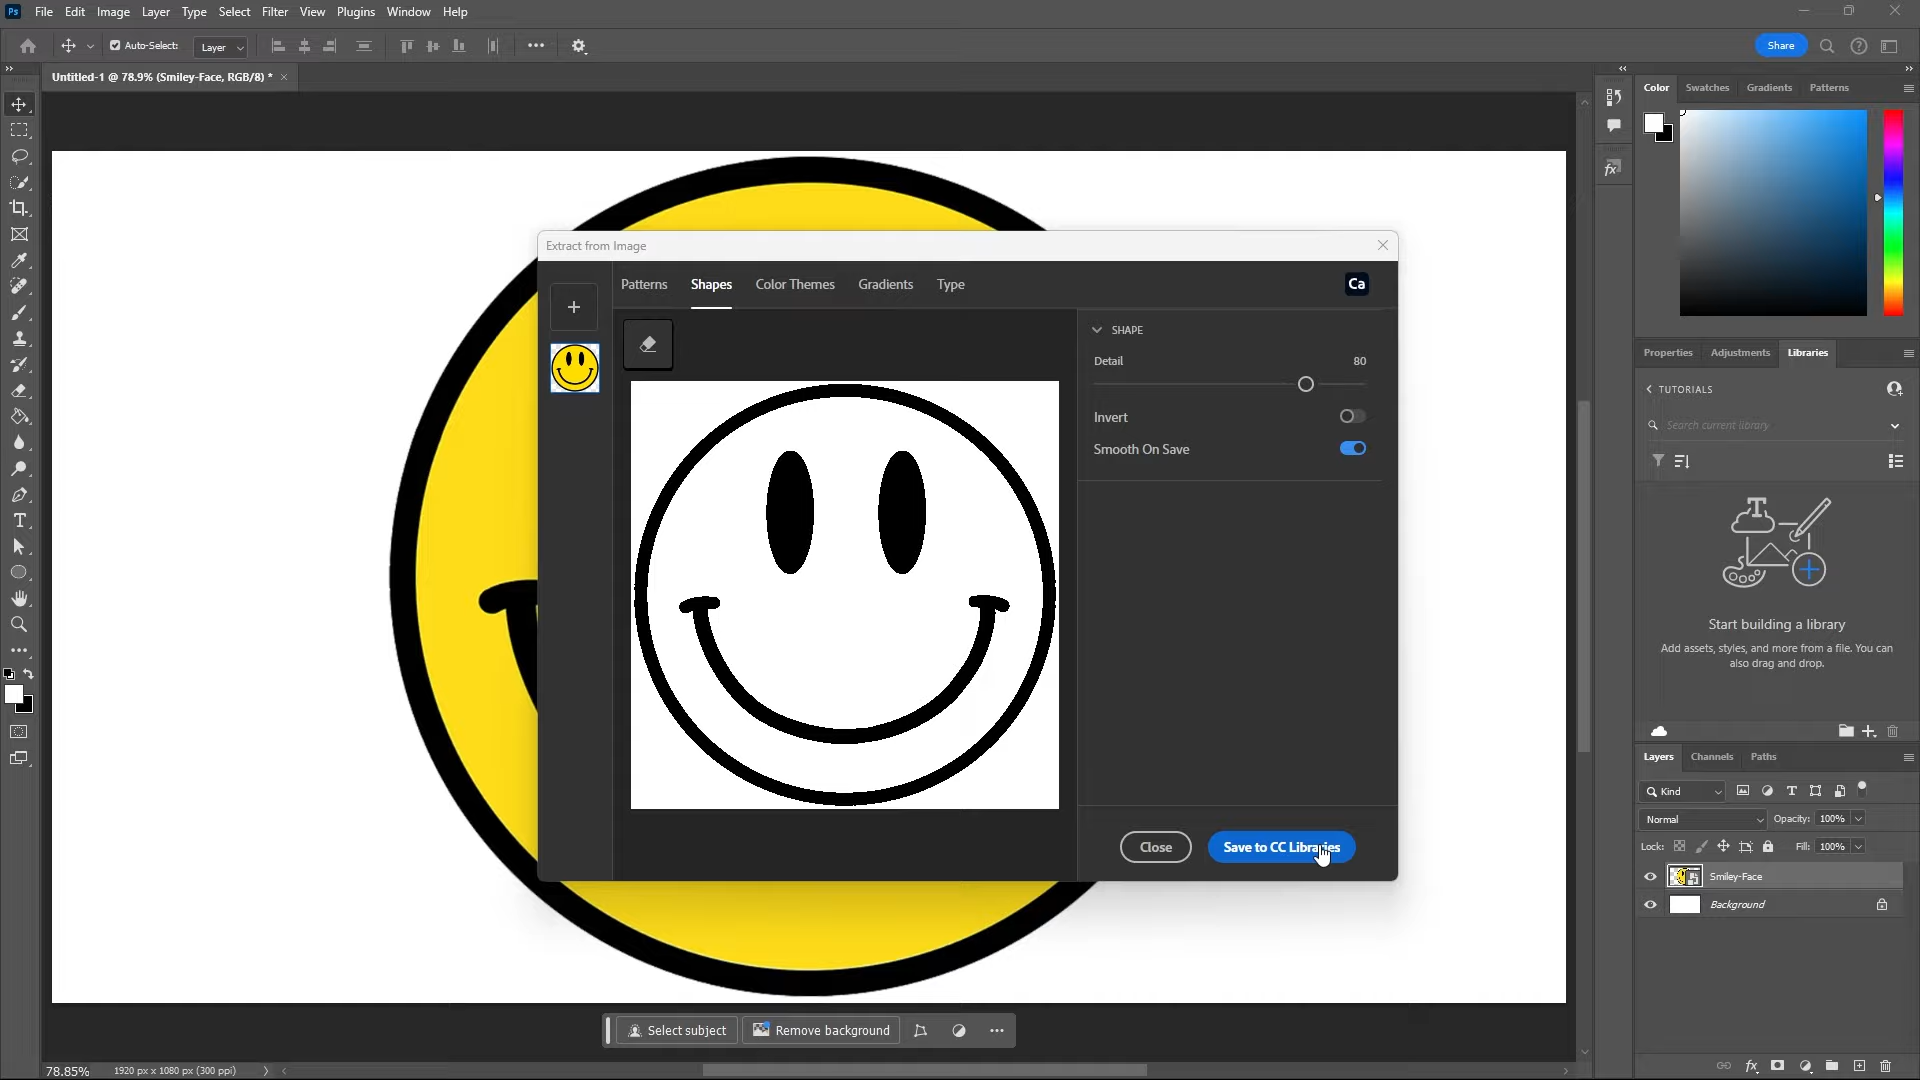 Ps File Edit Image Layer Type Select Filter View Plugins Window Help
Auto-Select: Layer
Share
Untitled-1 @ 78.9% (Smiley-Face, RGB/8) *
Color Swatches Gradients Patterns
fx
Extract from Image
Patterns Shapes Color Themes Gradients Type
Ca
SHAPE
Detail 80
Invert
Smooth On Save
Close
Save to CC Libraries
Properties Adjustments Libraries
TUTORIALS
Search current library
Start building a library
Add assets, styles, and more from a file. You can
also drag and drop.
Layers Channels Paths
Kind
Normal Opacity: 100%
Lock: Fill: 100%
Smiley-Face
Background
fx
Select subject Remove background
78.85% 1920 px x 1080 px (300 ppi)